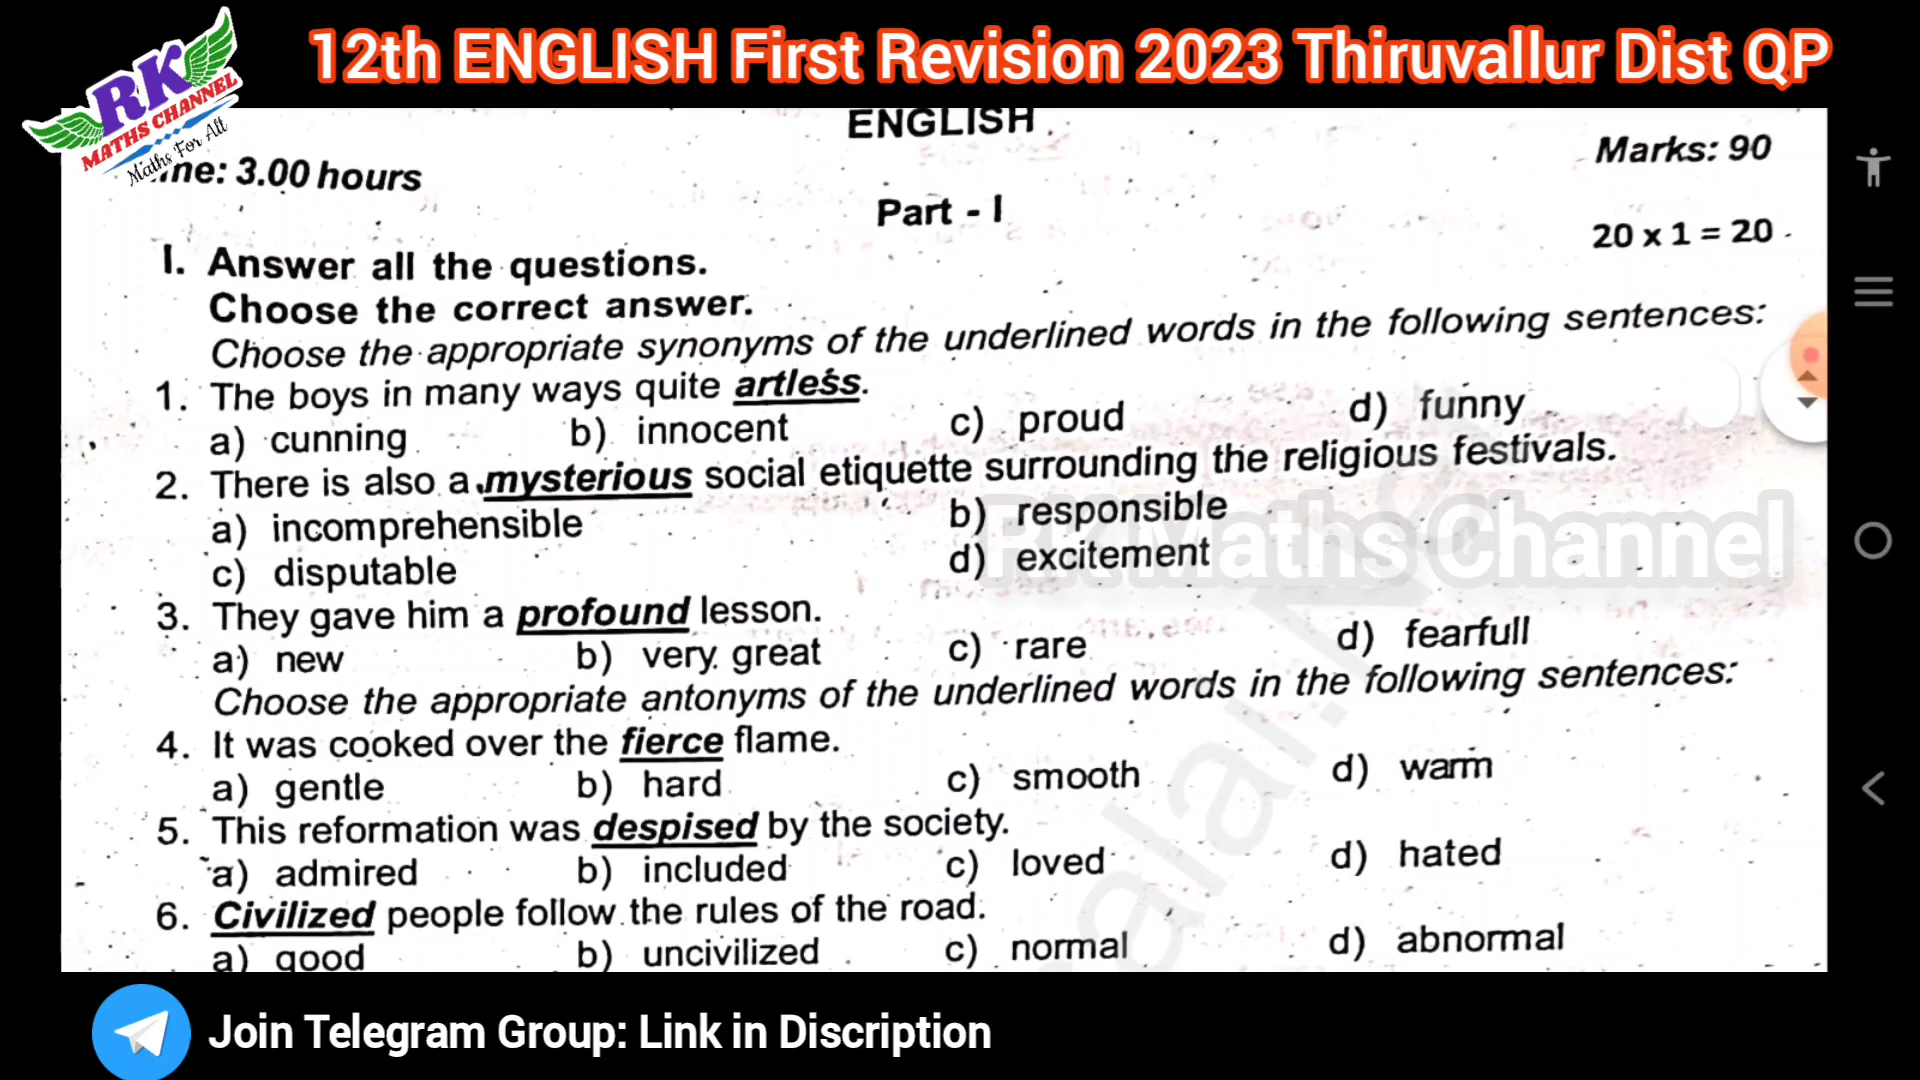 12th ENGLISH First Revision 2023 Thiruvallur Dist QP
RK
MATHS CHANNEL
Maths For All
ENGLISH
me: 3.00 hours
Marks: 90
Part - I
20 x 1 = 20
I. Answer all the questions.
Choose the correct answer.
Choose the appropriate synonyms of the underlined words in the following sentences:
1. The boys in many ways quite artless.
a) cunning b) innocent c) proud d) funny
2. There is also a mysterious social etiquette surrounding the religious festivals.
a) incomprehensible b) responsible
c) disputable d) excitement
RK Maths Channel
3. They gave him a profound lesson.
a) new b) very great c) rare d) fearfull
Choose the appropriate antonyms of the underlined words in the following sentences:
4. It was cooked over the fierce flame.
a) gentle b) hard c) smooth d) warm
5. This reformation was despised by the society.
a) admired b) included c) loved d) hated
6. Civilized people follow the rules of the road.
a) good b) uncivilized c) normal d) abnormal
Join Telegram Group: Link in Discription